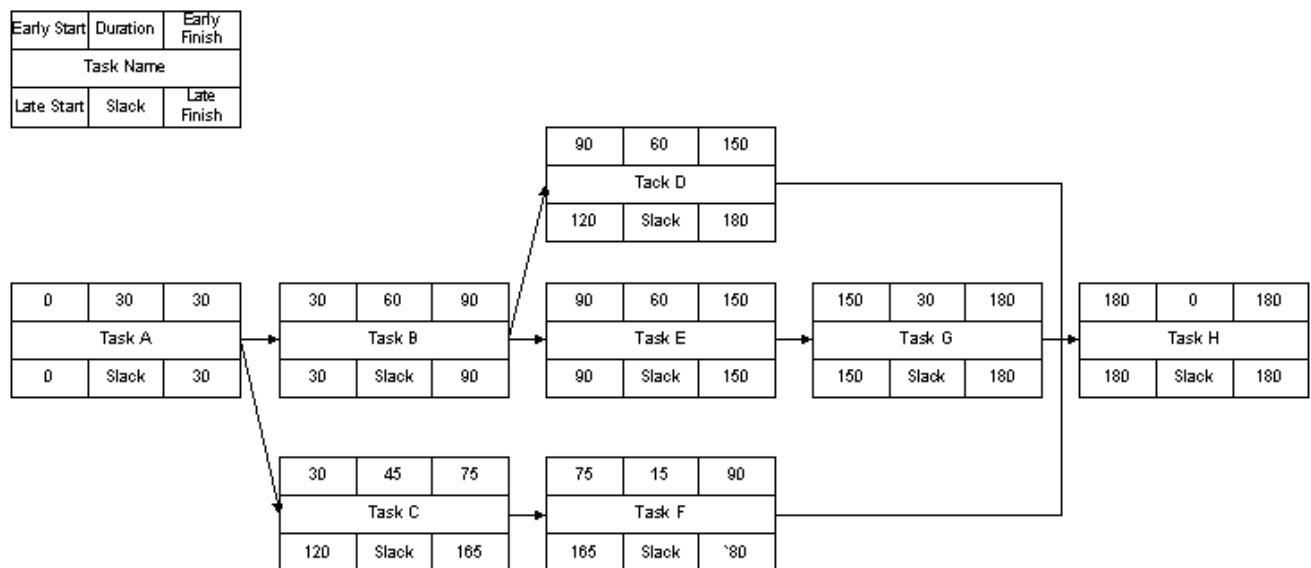 Early Start Duration Early Finish
Task Name
Late Start Slack Late Finish
90 60 150
Tack D
120 Slack 180
0 30 30
Task A
0 Slack 30
30 60 90
Task B
30 Slack 90
90 60 150
Task E
90 Slack 150
150 30 180
Task G
150 Slack 180
180 0 180
Task H
180 Slack 180
30 45 75
Task C
120 Slack 165
75 15 90
Task F
165 Slack `80